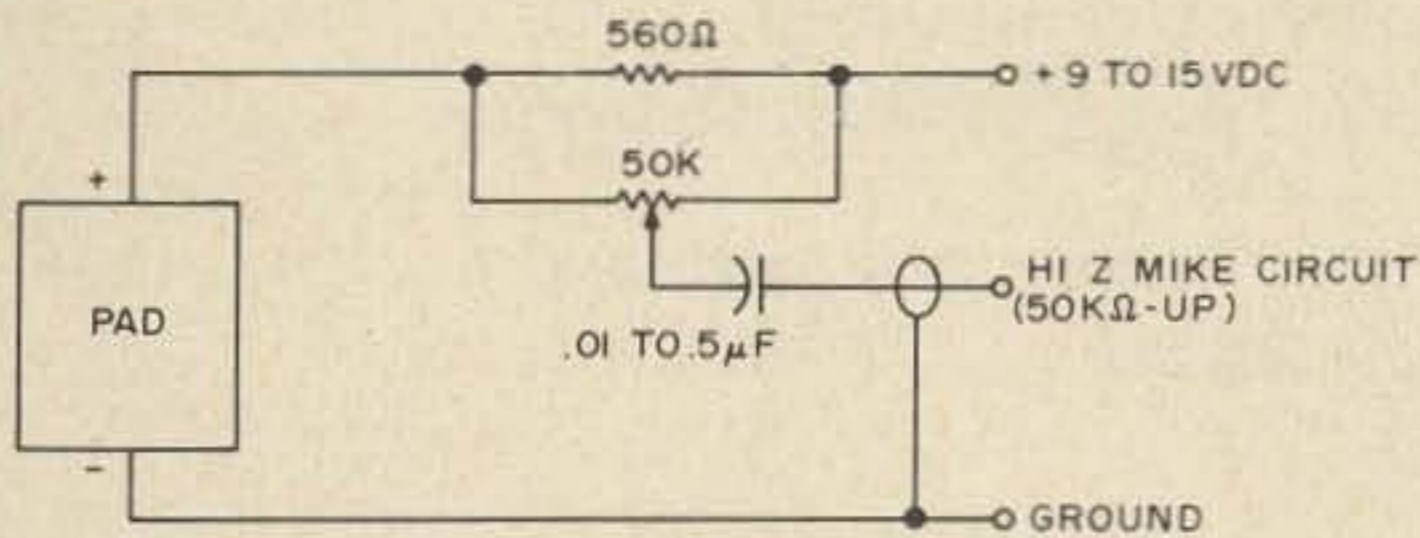 560Ω
+ 9 TO 15 VDC
50K
+
HI Z MIKE CIRCUIT
(50KΩ-UP)
PAD
.01 TO .5µF
-
GROUND